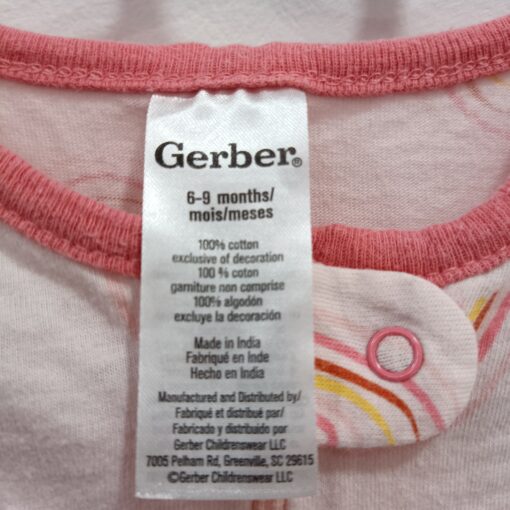 Gerber®
6-9 months/
mois/meses
100% cotton
exclusive of decoration
100 % coton
garniture non comprise
100% algodón
excluye la decoración
Made in India
Fabriqué en Inde
Hecho en India
Manufactured and Distributed by/
Fabriqué et distribué par/
Fabricado y distribuido por
Gerber Childrenswear LLC
7005 Pelham Rd, Greenville, SC 29615
©Gerber Childrenswear LLC